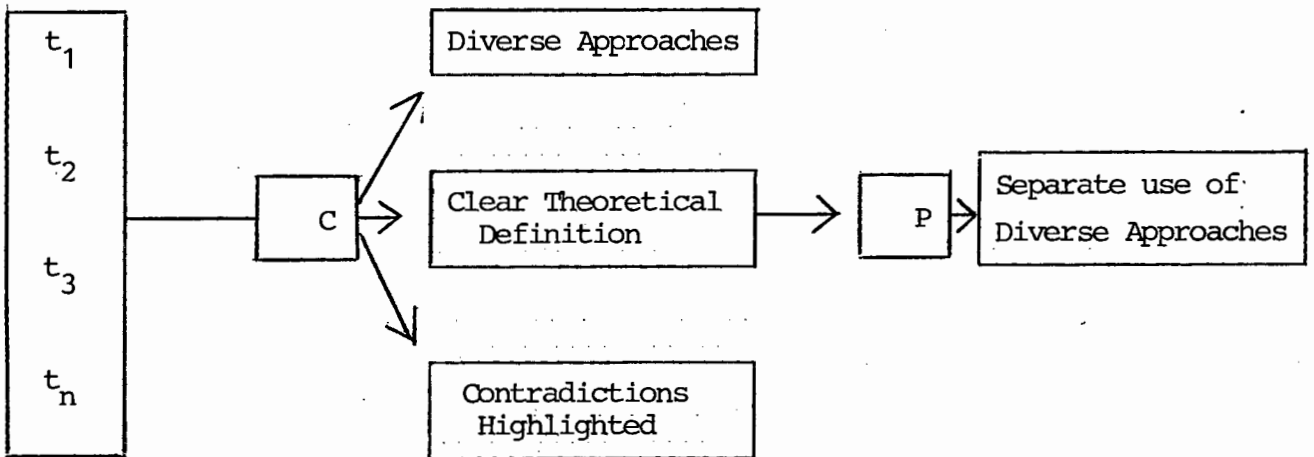 t1
t2
t3
tn
C
Diverse Approaches
Clear Theoretical
Definition
Contradictions
Highlighted
P
Separate use of
Diverse Approaches